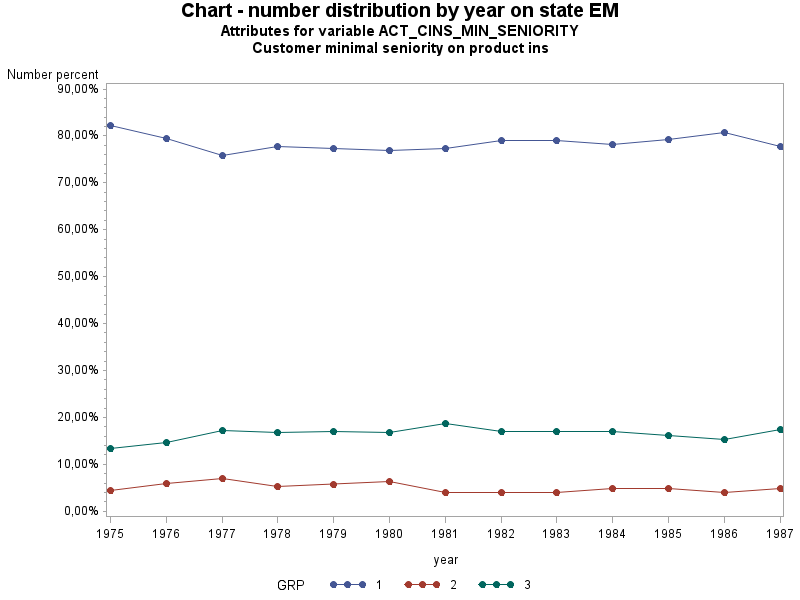 Chart - number distribution by year on state EM
Attributes for variable ACT_CINS_MIN_SENIORITY
Customer minimal seniority on product ins
Number percent
90,00%
80,00%
70,00%
60,00%
50,00%
40,00%
30,00%
20,00%
10,00%
0,00%
1975 1976 1977 1978 1979 1980 1981 1982 1983 1984 1985 1986 1987
year
GRP 1 2 3